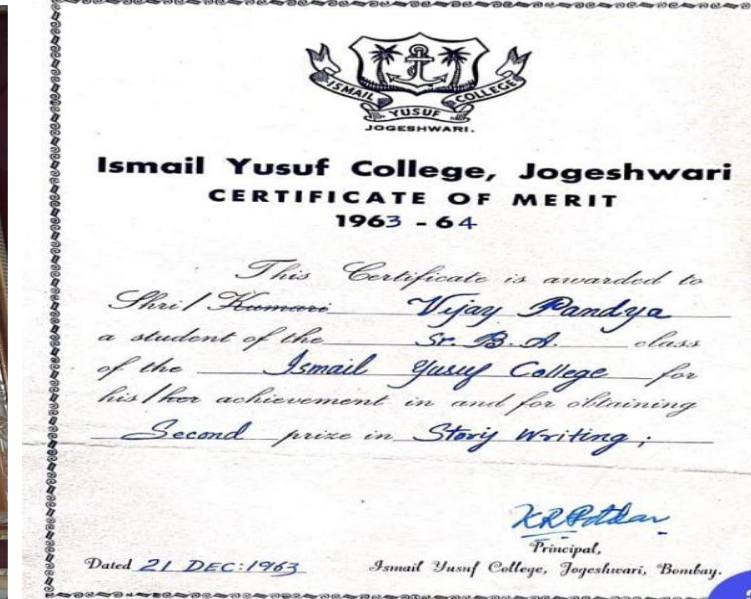 ISMAIL YUSUF COLLEGE
JOGESHWARI.
Ismail Yusuf College, Jogeshwari
CERTIFICATE OF MERIT
1963 - 64
This Certificate is awarded to
Shri/ Kumari Vijay Pandya
a student of the Sr. B. A. class
of the Ismail Yusuf College for
his/her achievement in and for obtaining
Second prize in Story Writing;
K R Potdar
Principal,
Dated 21 DEC:1963 Ismail Yusuf College, Jogeshwari, Bombay.